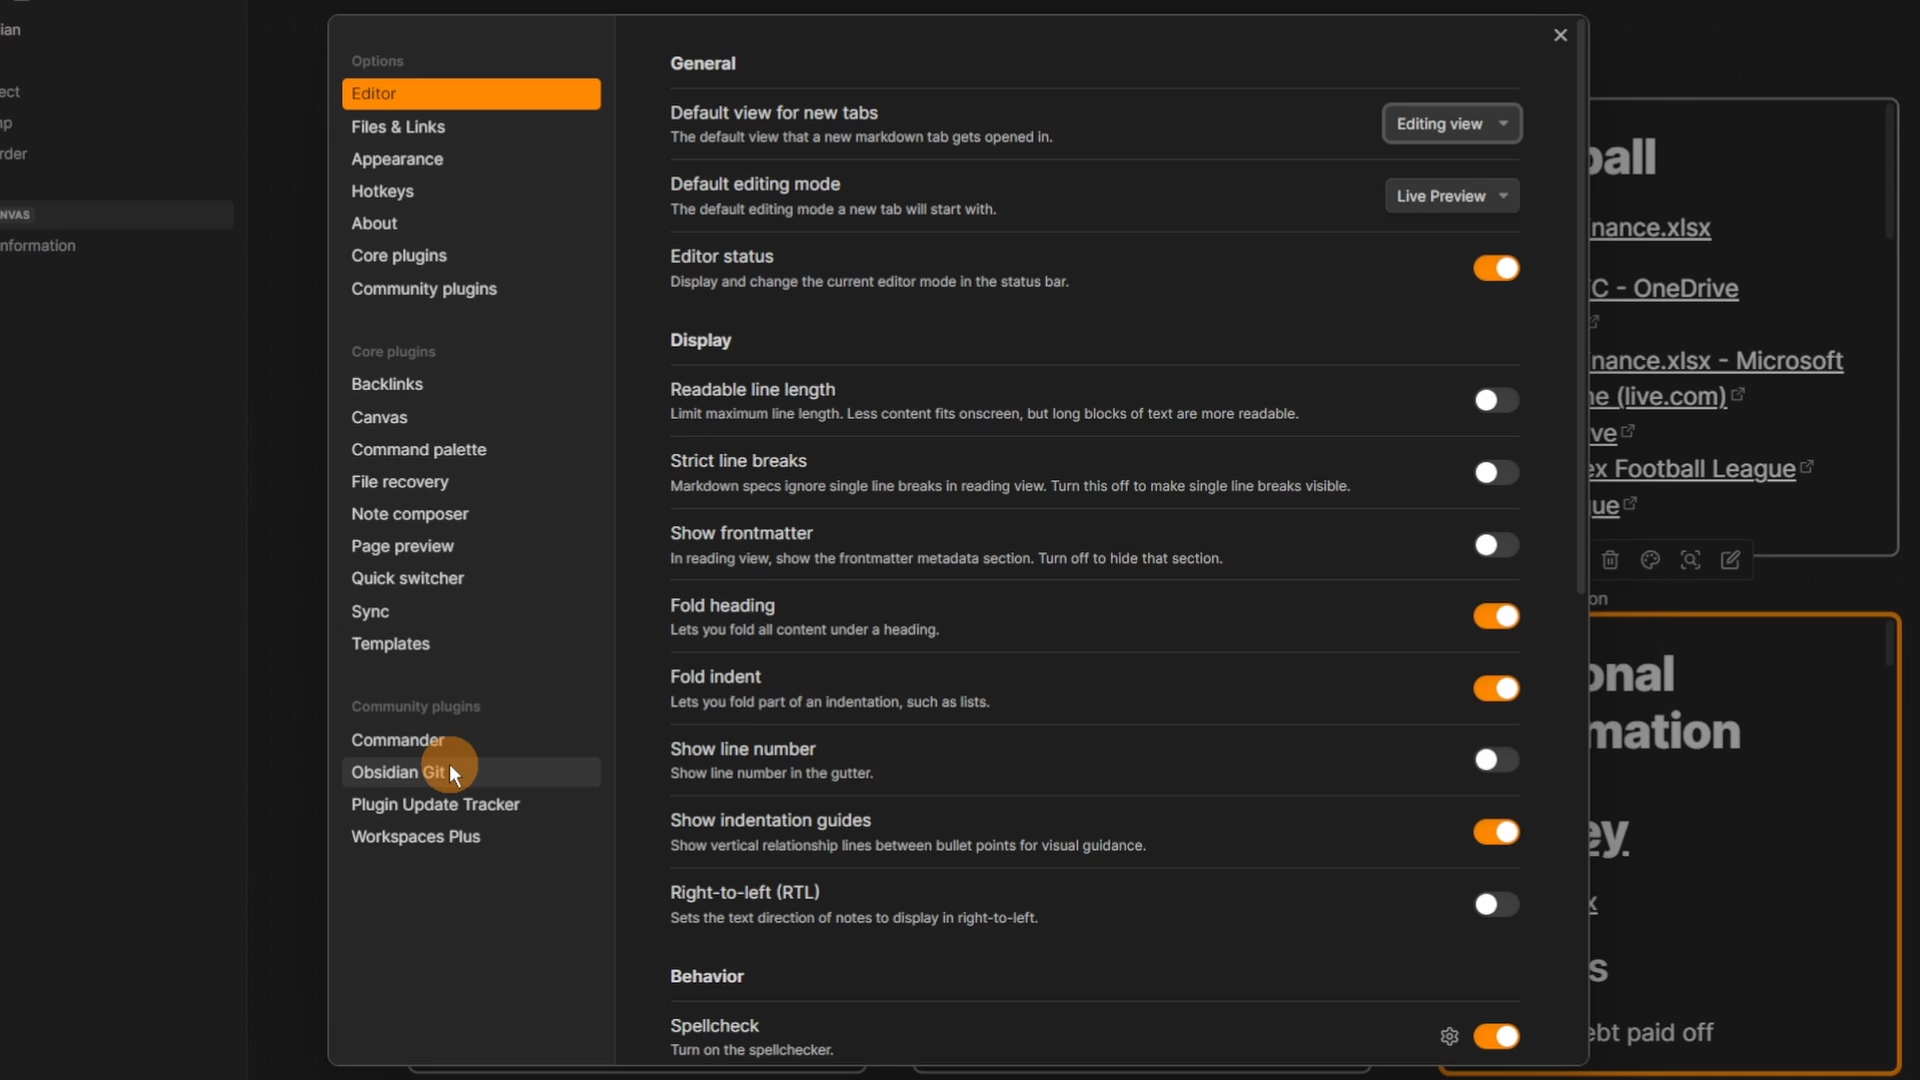 ian
ect
mp
rder
NVAS
nformation
Options
Editor
Files & Links
Appearance
Hotkeys
About
Core plugins
Community plugins
Core plugins
Backlinks
Canvas
Command palette
File recovery
Note composer
Page preview
Quick switcher
Sync
Templates
Community plugins
Commander
Obsidian Git
Plugin Update Tracker
Workspaces Plus
General
Default view for new tabs
The default view that a new markdown tab gets opened in.
Editing view
Default editing mode
The default editing mode a new tab will start with.
Live Preview
Editor status
Display and change the current editor mode in the status bar.
Display
Readable line length
Limit maximum line length. Less content fits onscreen, but long blocks of text are more readable.
Strict line breaks
Markdown specs ignore single line breaks in reading view. Turn this off to make single line breaks visible.
Show frontmatter
In reading view, show the frontmatter metadata section. Turn off to hide that section.
Fold heading
Lets you fold all content under a heading.
Fold indent
Lets you fold part of an indentation, such as lists.
Show line number
Show line number in the gutter.
Show indentation guides
Show vertical relationship lines between bullet points for visual guidance.
Right-to-left (RTL)
Sets the text direction of notes to display in right-to-left.
Behavior
Spellcheck
Turn on the spellchecker.
ball
nance.xlsx
C - OneDrive
nance.xlsx - Microsoft
ne (live.com)
ve
ex Football League
ue
on
onal
mation
ey.
x
s
ebt paid off